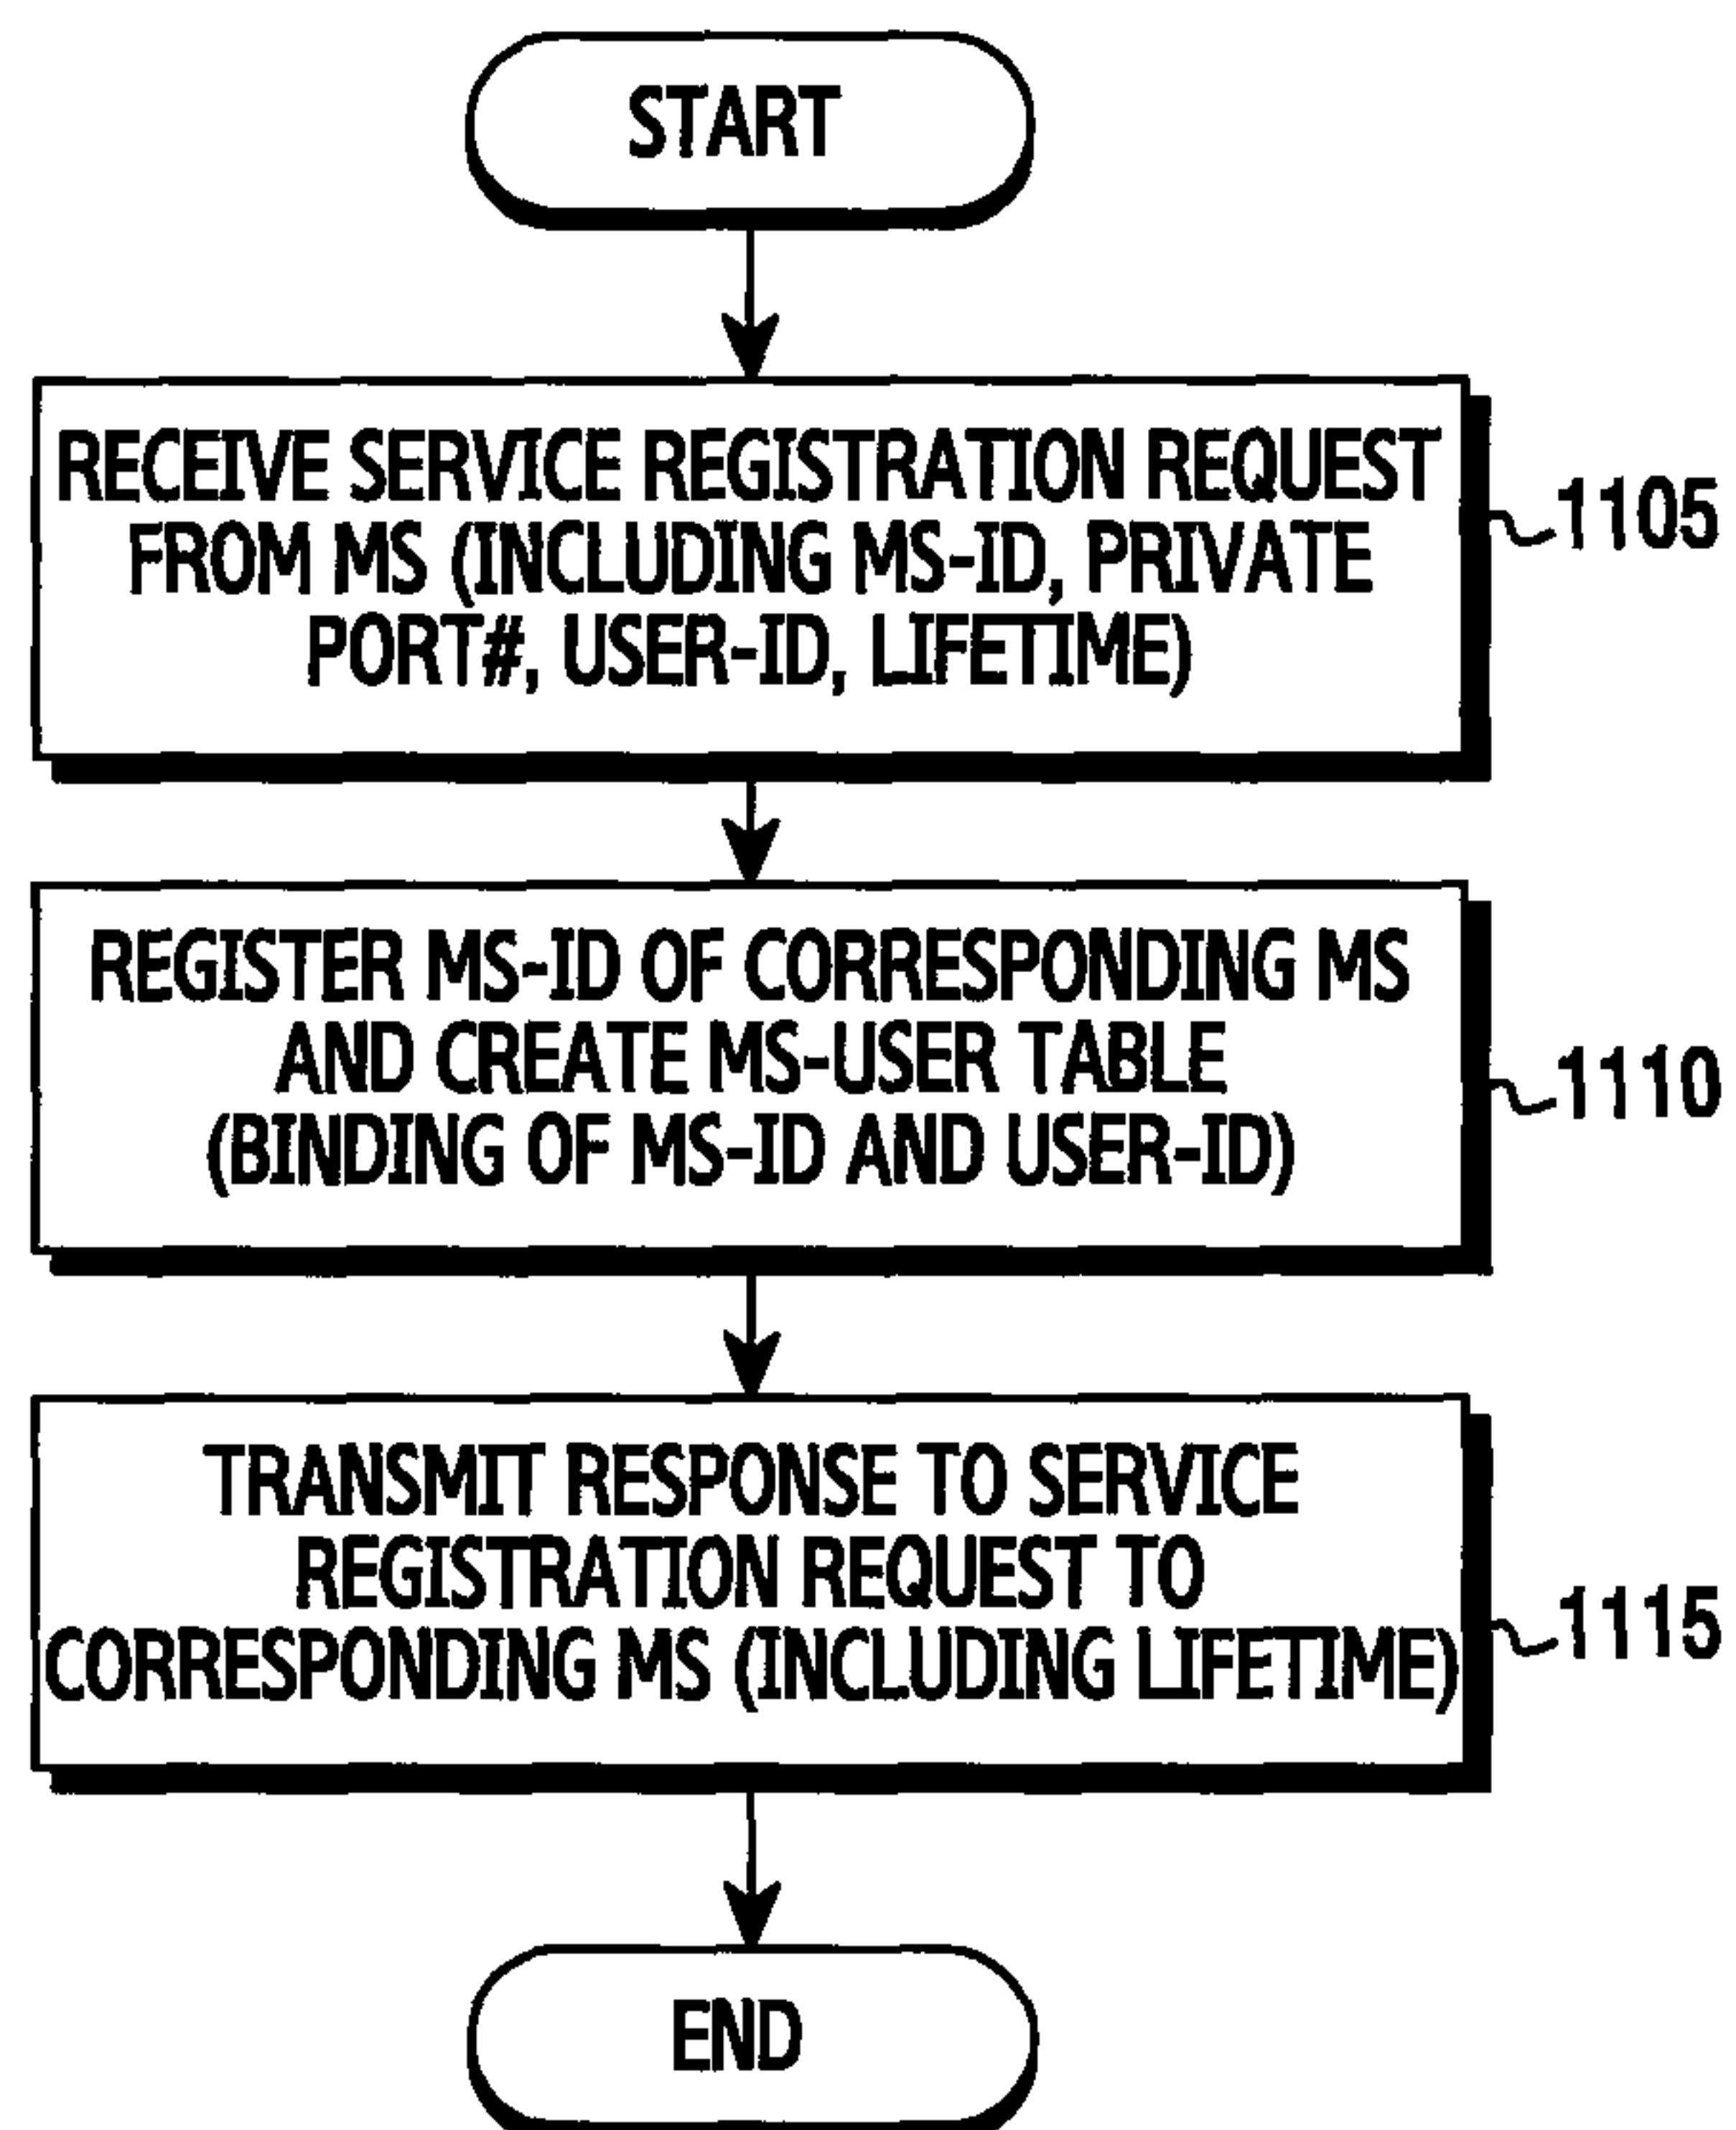 START
RECEIVE SERVICE REGISTRATION REQUEST
FROM MS (INCLUDING MS-ID, PRIVATE
PORT#, USER-ID, LIFETIME)
1105
REGISTER MS-ID OF CORRESPONDING MS
AND CREATE MS-USER TABLE
(BINDING OF MS-ID AND USER-ID)
1110
TRANSMIT RESPONSE TO SERVICE
REGISTRATION REQUEST TO
CORRESPONDING MS (INCLUDING LIFETIME)
1115
END